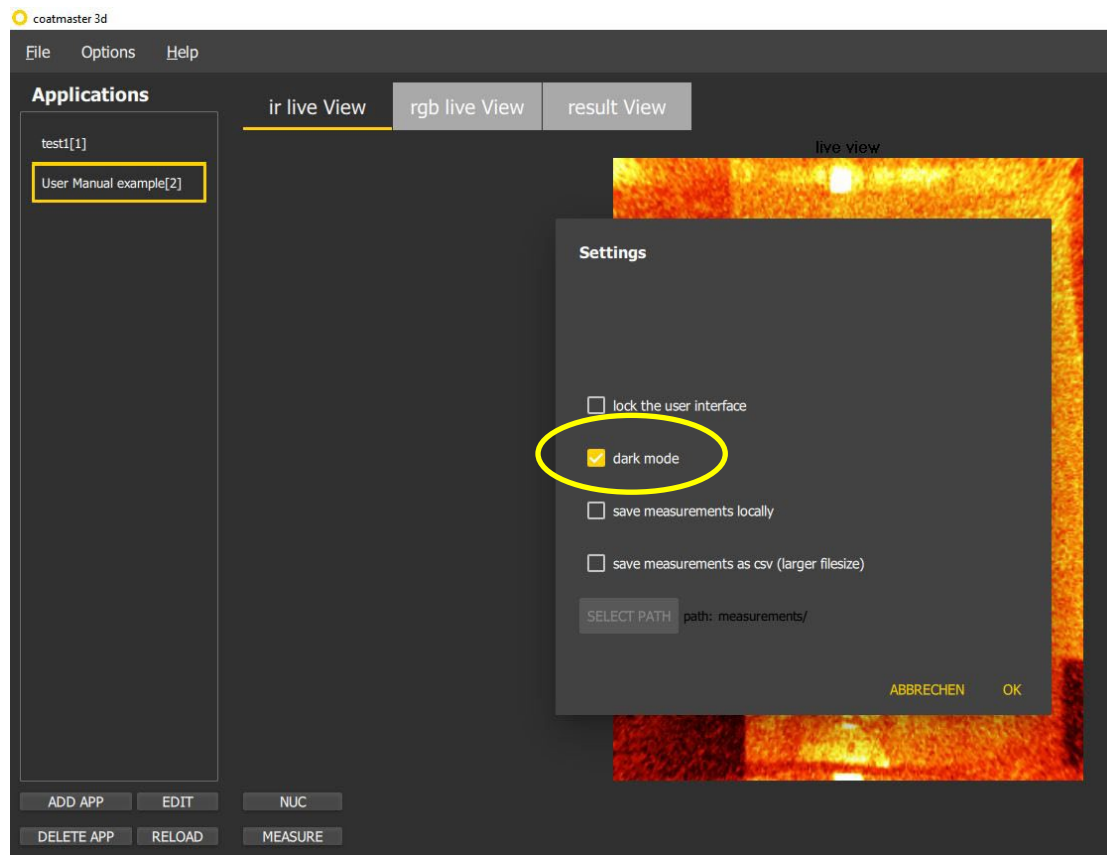 coatmaster 3d
File Options Help
Applications
ir live View rgb live View result View
test1[1]
live view
User Manual example[2]
Settings
lock the user interface
dark mode
save measurements locally
save measurements as csv (larger filesize)
SELECT PATH path: measurements/
ABBRECHEN OK
ADD APP EDIT NUC
DELETE APP RELOAD MEASURE